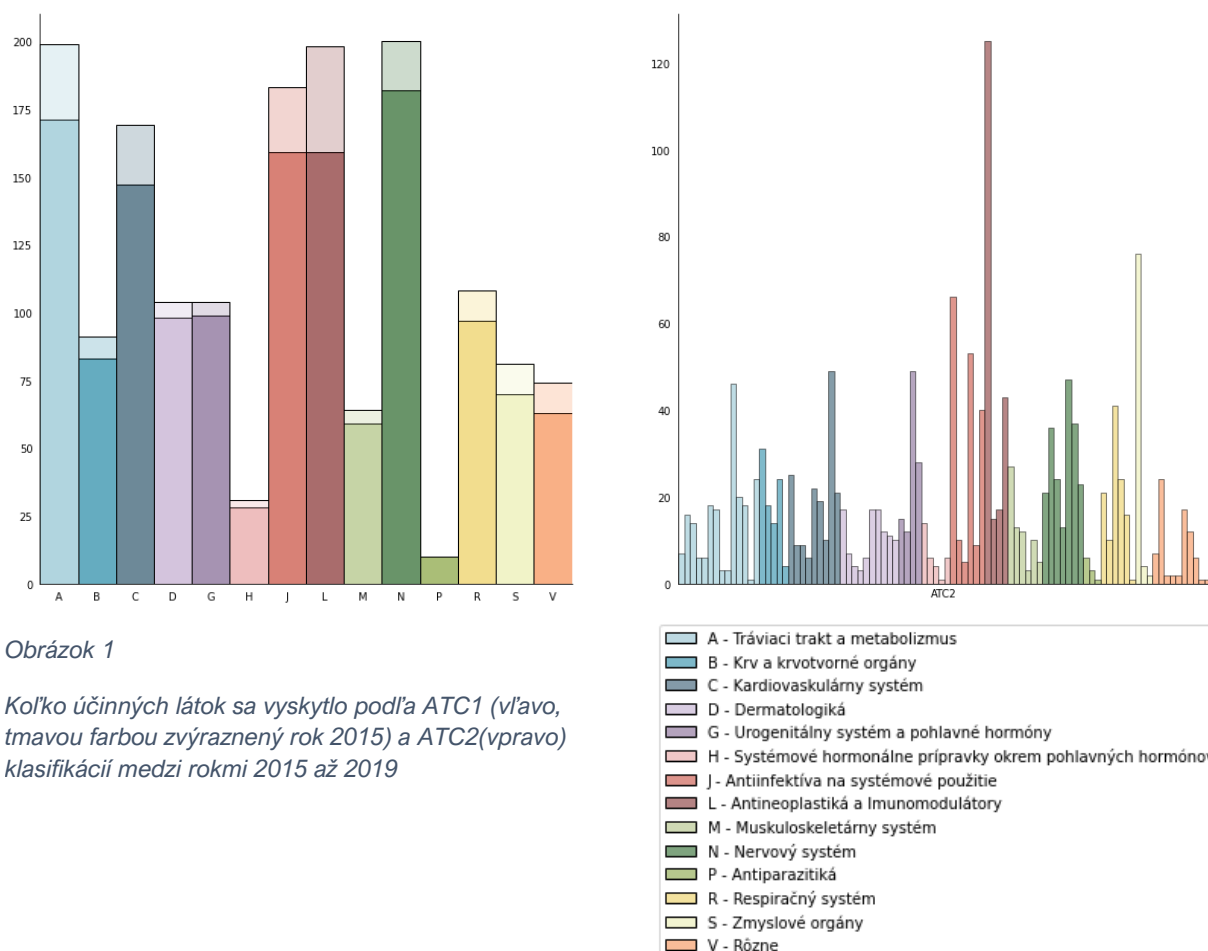 200
175
150
125
100
75
50
25
0
A B C D G H J L M N P R S V
120
100
80
60
40
20
0
ATC2
Obrázok 1
Koľko účinných látok sa vyskytlo podľa ATC1 (vľavo,
tmavou farbou zvýraznený rok 2015) a ATC2(vpravo)
klasifikácií medzi rokmi 2015 až 2019
A - Tráviaci trakt a metabolizmus
B - Krv a krvotvorné orgány
C - Kardiovaskulárny systém
D - Dermatologiká
G - Urogenitálny systém a pohlavné hormóny
H - Systémové hormonálne prípravky okrem pohlavných hormónov
J - Antiinfektíva na systémové použitie
L - Antineoplastiká a Imunomodulátory
M - Muskuloskeletárny systém
N - Nervový systém
P - Antiparazitiká
R - Respiračný systém
S - Zmyslové orgány
V - Rôzne